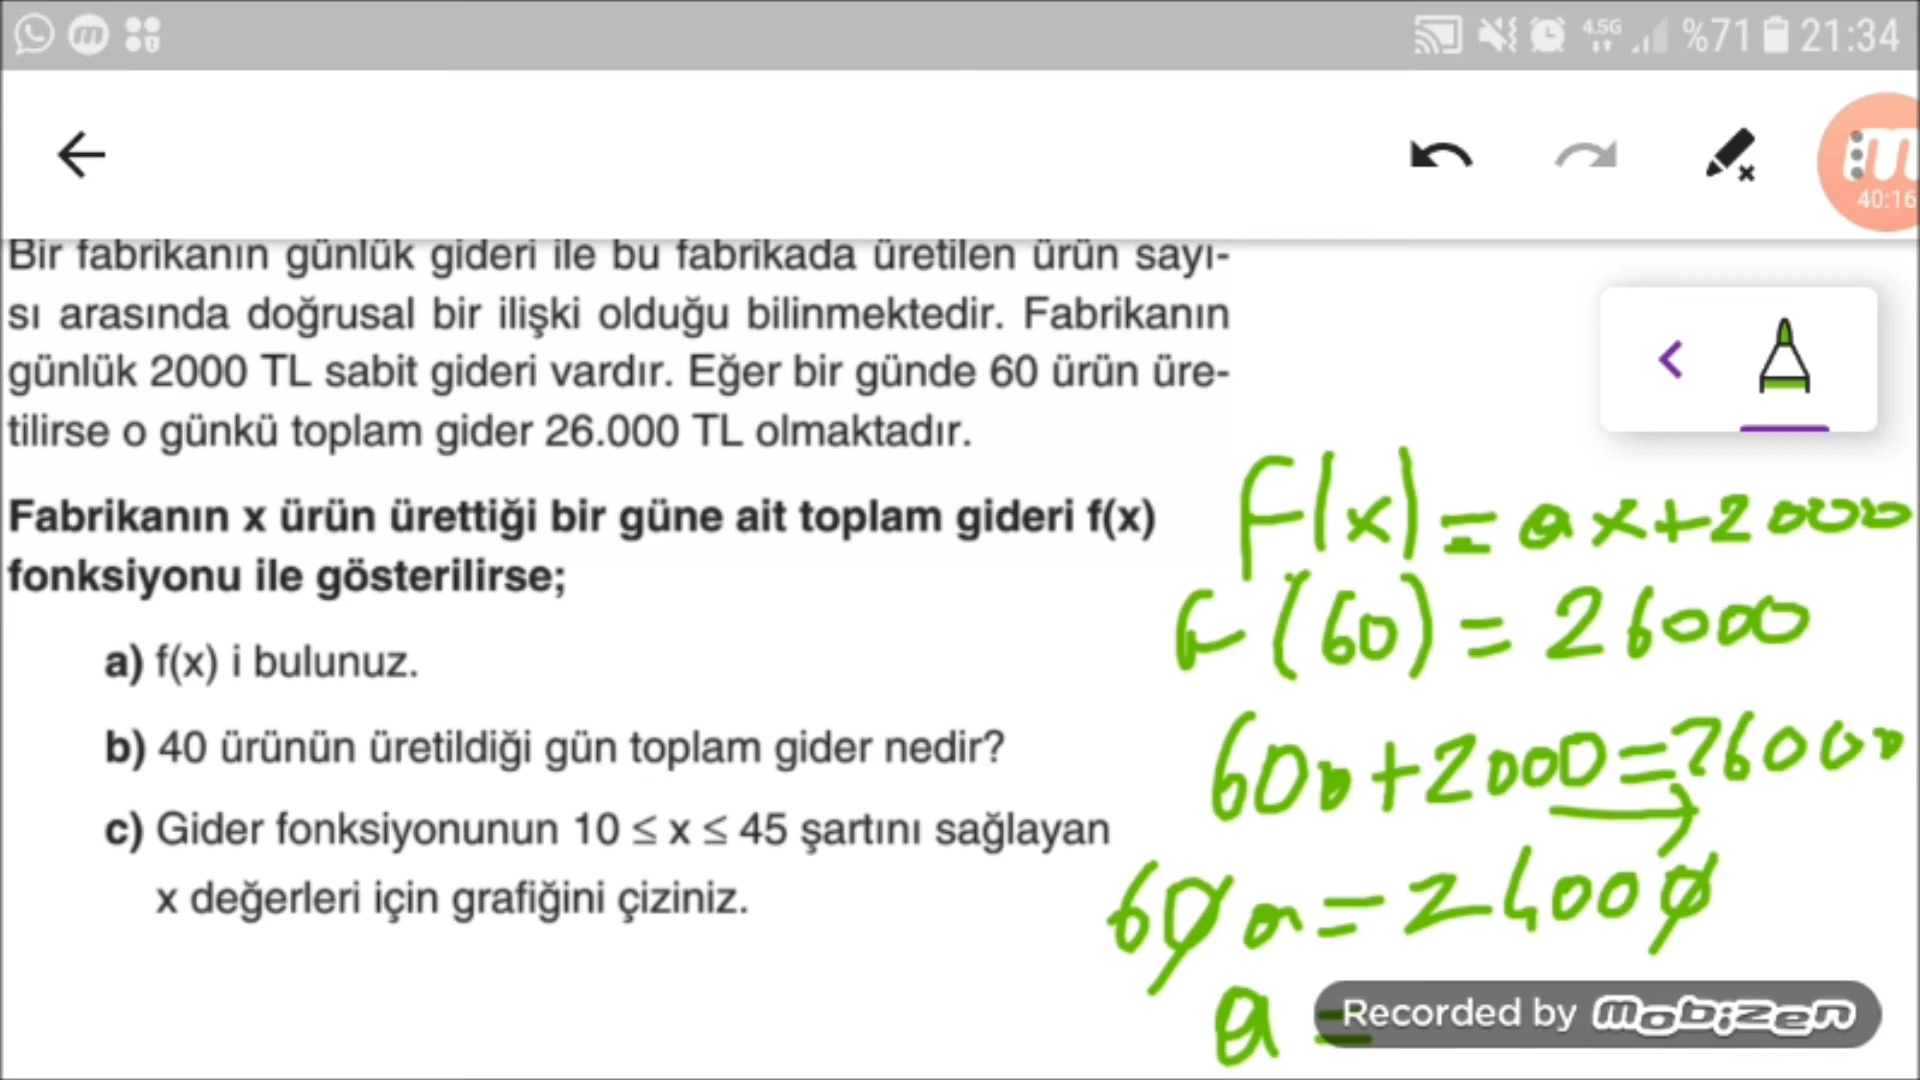 4.5G %71 21:34
40:16
Bir fabrikanın günlük gideri ile bu fabrikada üretilen ürün sayı-
sı arasında doğrusal bir ilişki olduğu bilinmektedir. Fabrikanın
günlük 2000 TL sabit gideri vardır. Eğer bir günde 60 ürün üre-
tilirse o günkü toplam gider 26.000 TL olmaktadır.
Fabrikanın x ürün ürettiği bir güne ait toplam gideri f(x)
fonksiyonu ile gösterilirse;
a) f(x) i bulunuz.
b) 40 ürünün üretildiği gün toplam gider nedir?
c) Gider fonksiyonunun 10 ≤ x ≤ 45 şartını sağlayan
x değerleri için grafiğini çiziniz.
F(x) = ax+2000
F(60) = 26000
60a+2000=26000
60a=24000
a =
Recorded by mobizen